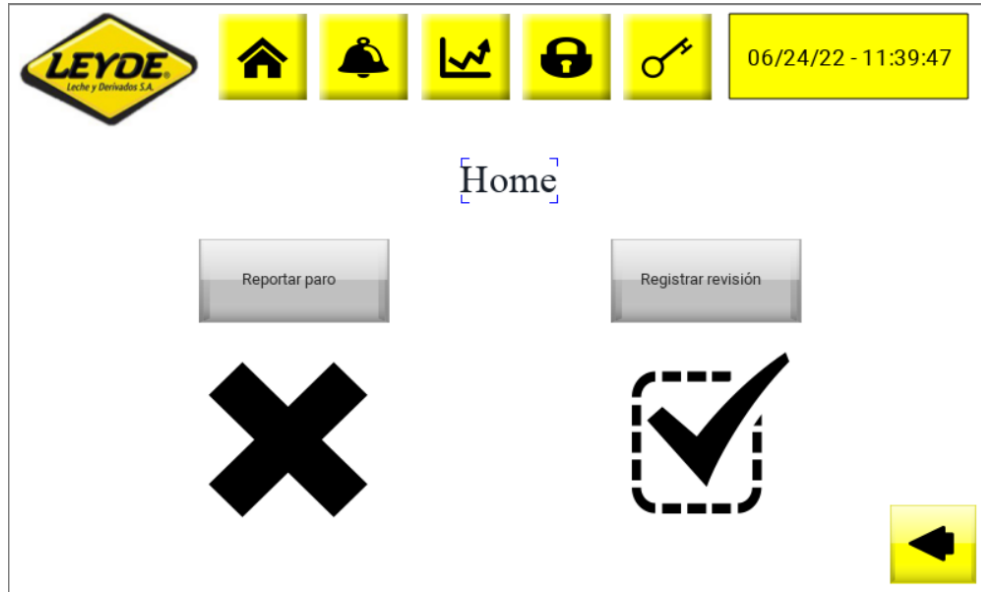 LEYDE®
Leche y Derivados S.A.
06/24/22 - 11:39:47
Home
Reportar paro
Registrar revisión